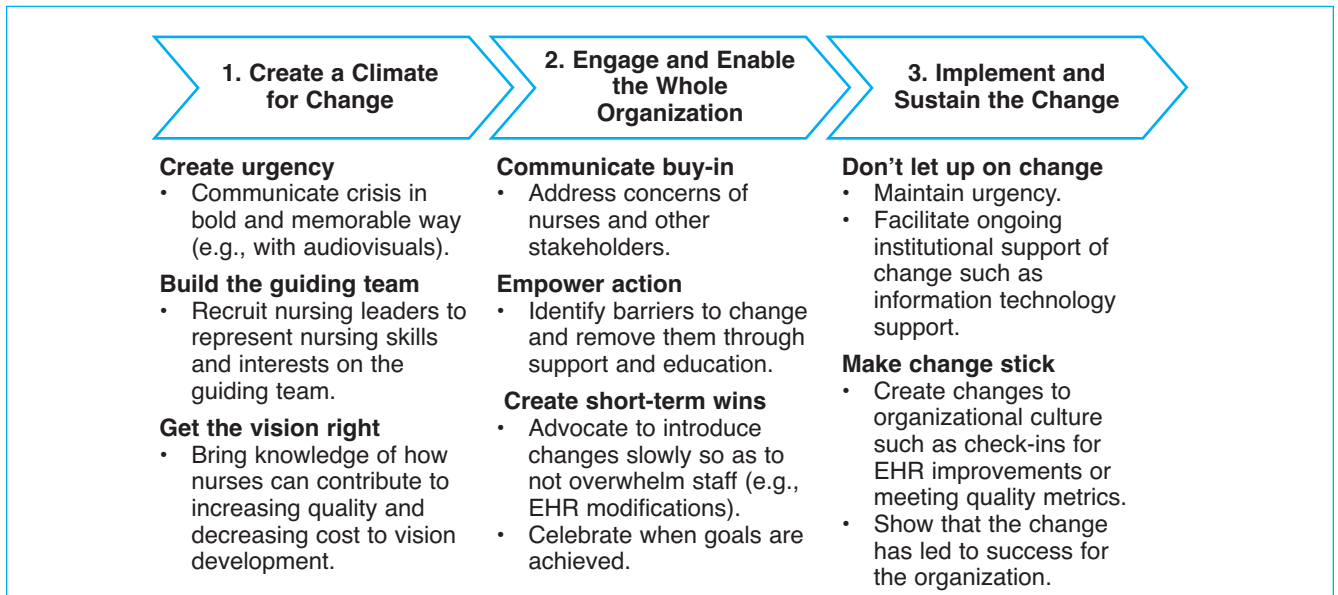 1. Create a Climate
for Change
2. Engage and Enable
the Whole
Organization
3. Implement and
Sustain the Change
Create urgency
• Communicate crisis in
bold and memorable way
(e.g., with audiovisuals).
Build the guiding team
• Recruit nursing leaders to
represent nursing skills
and interests on the
guiding team.
Get the vision right
• Bring knowledge of how
nurses can contribute to
increasing quality and
decreasing cost to vision
development.
Communicate buy-in
• Address concerns of
nurses and other
stakeholders.
Empower action
• Identify barriers to change
and remove them through
support and education.
Create short-term wins
• Advocate to introduce
changes slowly so as to
not overwhelm staff (e.g.,
EHR modifications).
• Celebrate when goals are
achieved.
Don't let up on change
• Maintain urgency.
• Facilitate ongoing
institutional support of
change such as
information technology
support.
Make change stick
• Create changes to
organizational culture
such as check-ins for
EHR improvements or
meeting quality metrics.
• Show that the change
has led to success for
the organization.